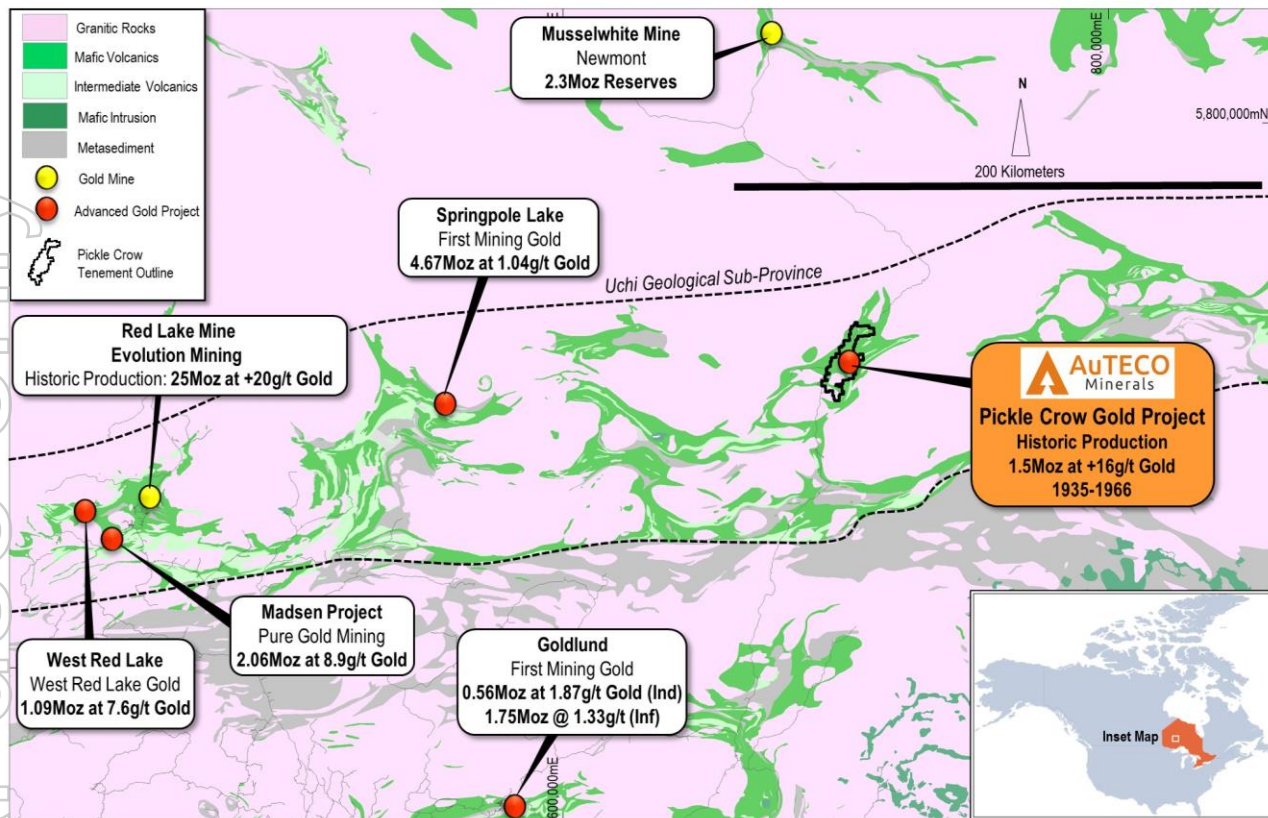 Granitic Rocks
Mafic Volcanics
Intermediate Volcanics
Mafic Intrusion
Metasediment
Gold Mine
Advanced Gold Project
Pickle Crow
Tenement Outline
Musselwhite Mine
Newmont
2.3Moz Reserves
800,000mE
5,800,000mN
N
200 Kilometers
Springpole Lake
First Mining Gold
4.67Moz at 1.04g/t Gold
Uchi Geological Sub-Province
Red Lake Mine
Evolution Mining
Historic Production: 25Moz at +20g/t Gold
AuTECO
Minerals
Pickle Crow Gold Project
Historic Production
1.5Moz at +16g/t Gold
1935-1966
Madsen Project
Pure Gold Mining
2.06Moz at 8.9g/t Gold
West Red Lake
West Red Lake Gold
1.09Moz at 7.6g/t Gold
Goldlund
First Mining Gold
0.56Moz at 1.87g/t Gold (Ind)
1.75Moz @ 1.33g/t (Inf)
600,000mE
Inset Map